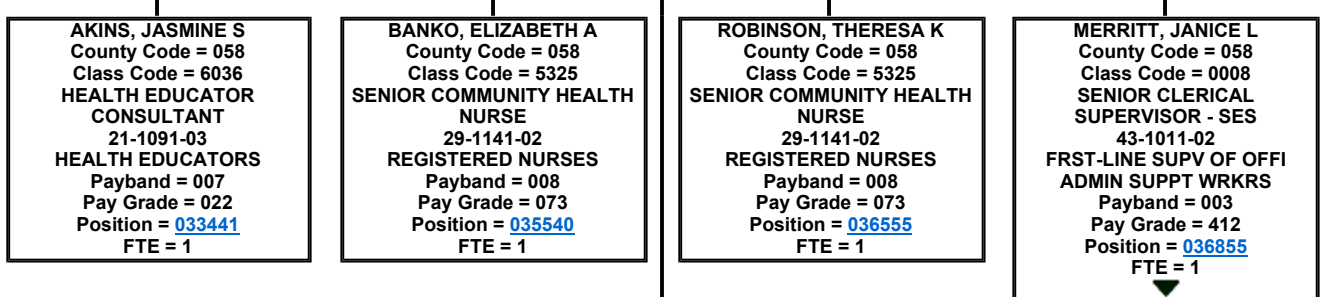 AKINS, JASMINE S
County Code = 058
Class Code = 6036
HEALTH EDUCATOR
CONSULTANT
21-1091-03
HEALTH EDUCATORS
Payband = 007
Pay Grade = 022
Position = 033441
FTE = 1
BANKO, ELIZABETH A
County Code = 058
Class Code = 5325
SENIOR COMMUNITY HEALTH
NURSE
29-1141-02
REGISTERED NURSES
Payband = 008
Pay Grade = 073
Position = 035540
FTE = 1
ROBINSON, THERESA K
County Code = 058
Class Code = 5325
SENIOR COMMUNITY HEALTH
NURSE
29-1141-02
REGISTERED NURSES
Payband = 008
Pay Grade = 073
Position = 036555
FTE = 1
MERRITT, JANICE L
County Code = 058
Class Code = 0008
SENIOR CLERICAL
SUPERVISOR - SES
43-1011-02
FRST-LINE SUPV OF OFFI
ADMIN SUPPT WRKRS
Payband = 003
Pay Grade = 412
Position = 036855
FTE = 1